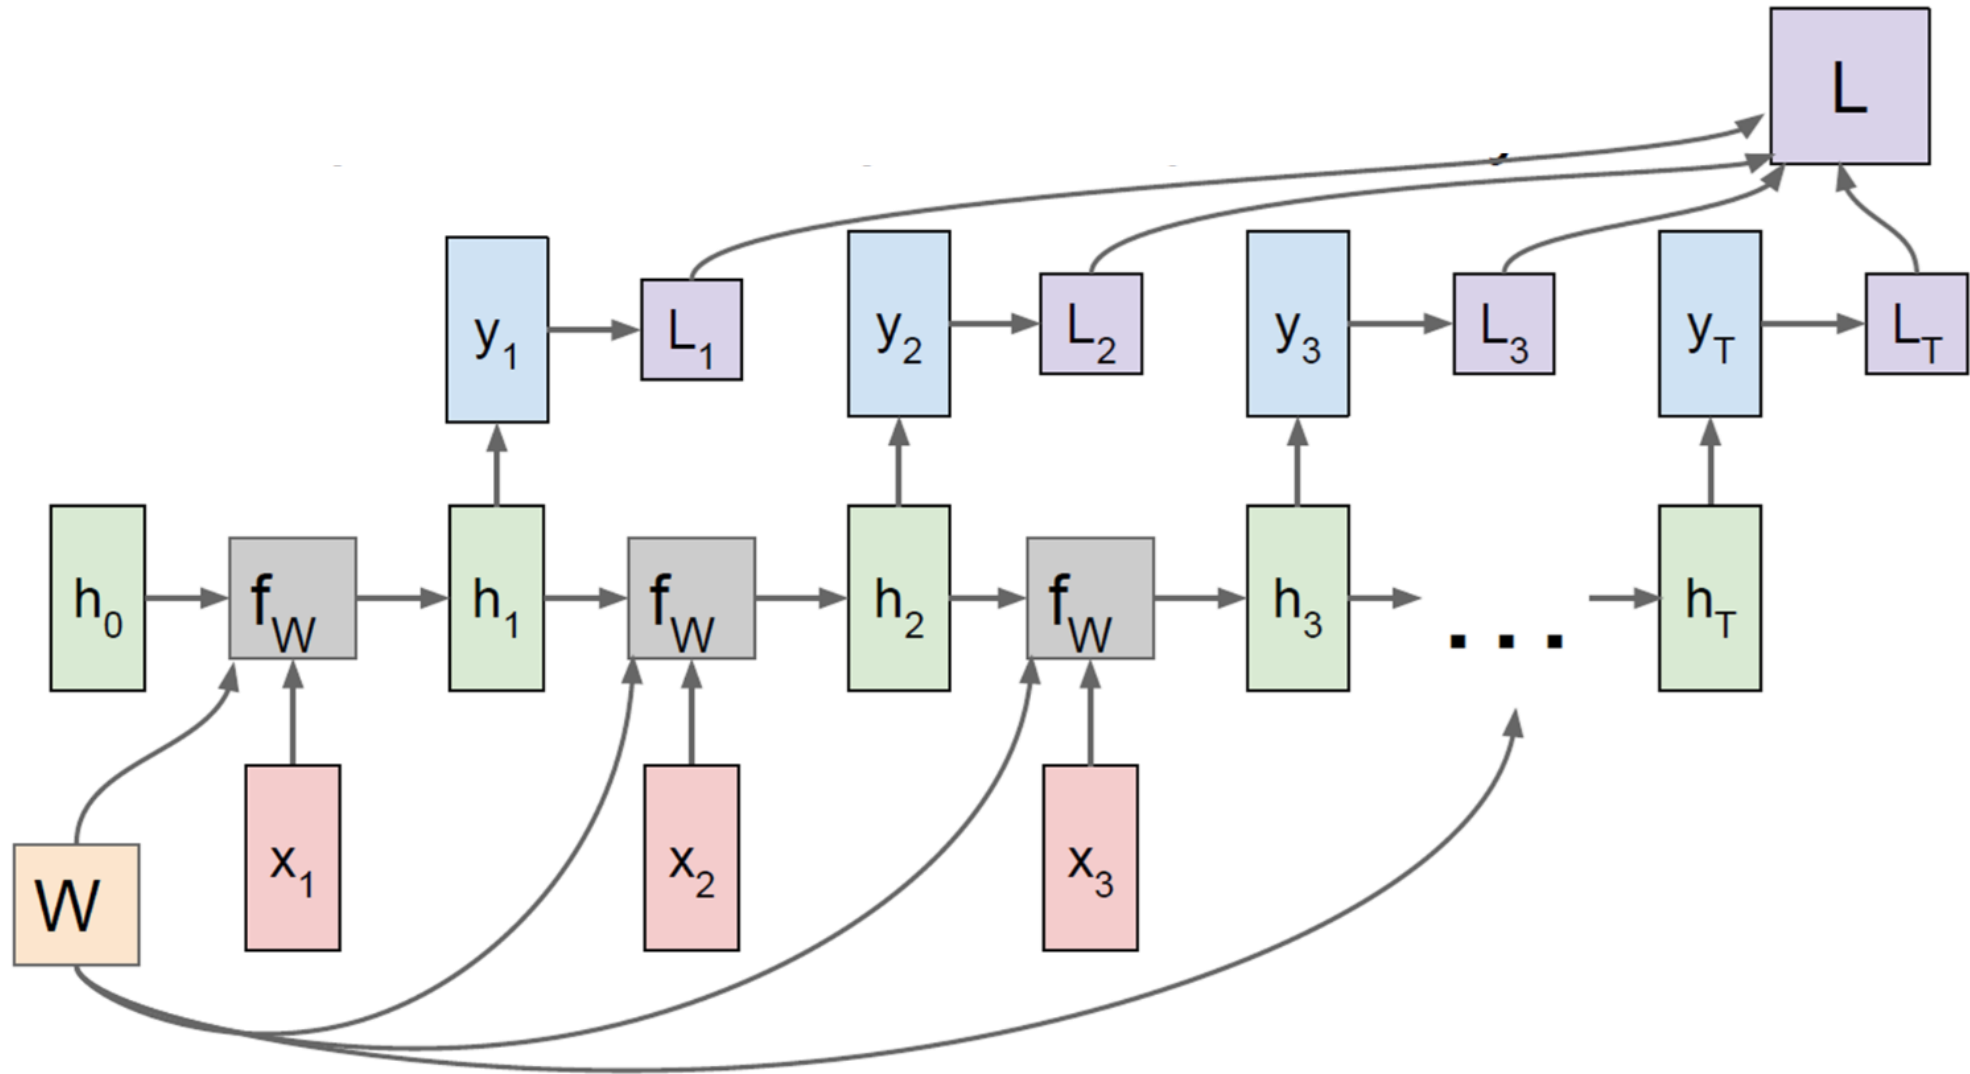 L
y1 L1 y2 L2 y3 L3 yT LT
h0 fW h1 fW h2 fW h3 ... hT
x1 x2 x3
W